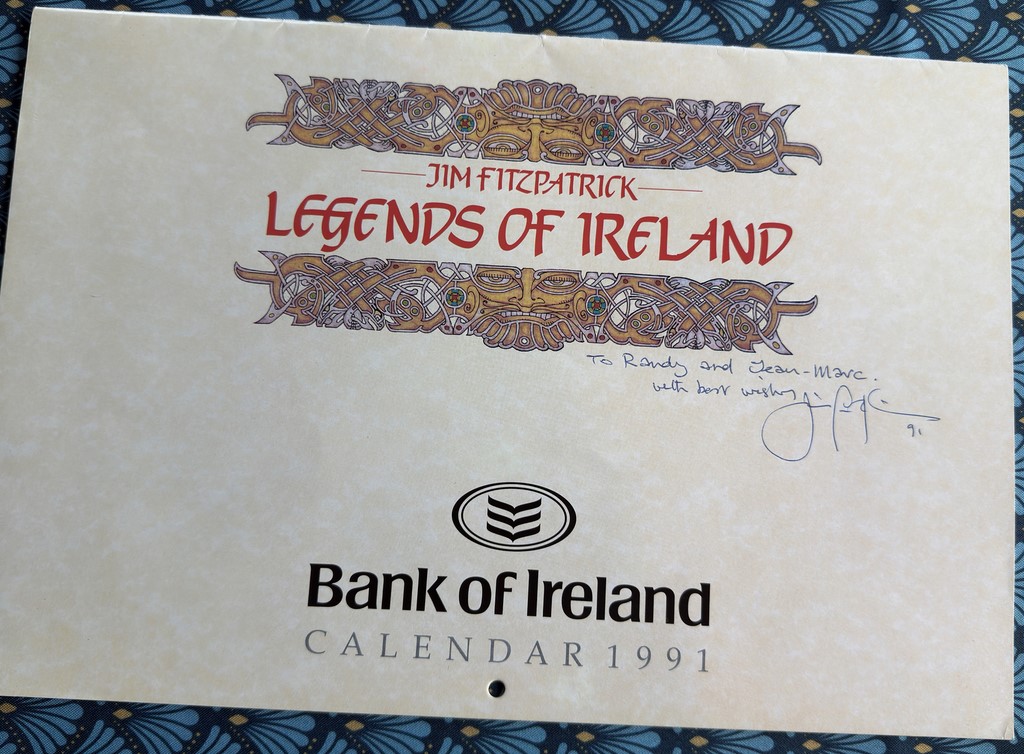 JIM FITZPATRICK
LEGENDS OF IRELAND
To Randy and Jean-Marc.
with best wishes
91
Bank of Ireland
CALENDAR 1991